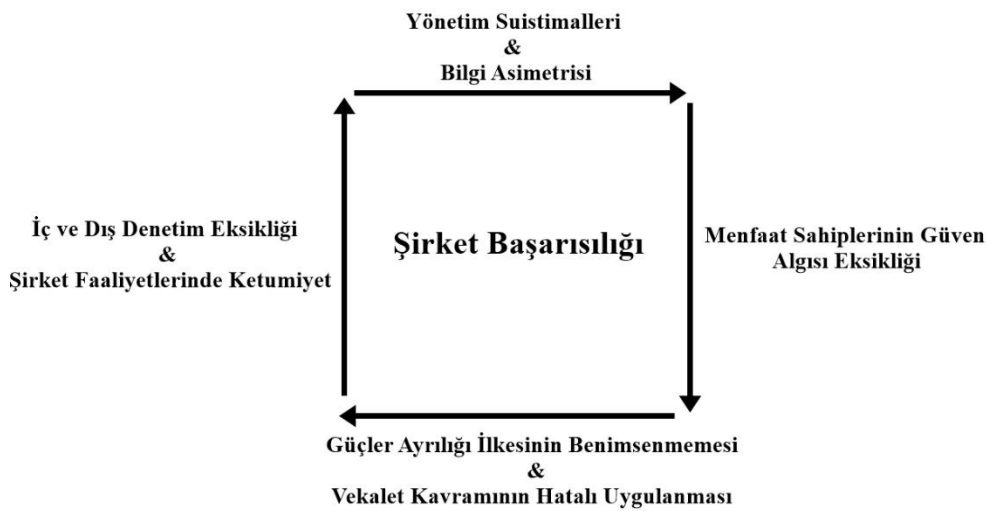 Yönetim Suistimalleri
&
Bilgi Asimetrisi
İç ve Dış Denetim Eksikliği
&
Şirket Faaliyetlerinde Ketumiyet
Şirket Başarısılığı
Menfaat Sahiplerinin Güven
Algısı Eksikliği
Güçler Ayrılığı İlkesinin Benimsenmemesi
&
Vekalet Kavramının Hatalı Uygulanması